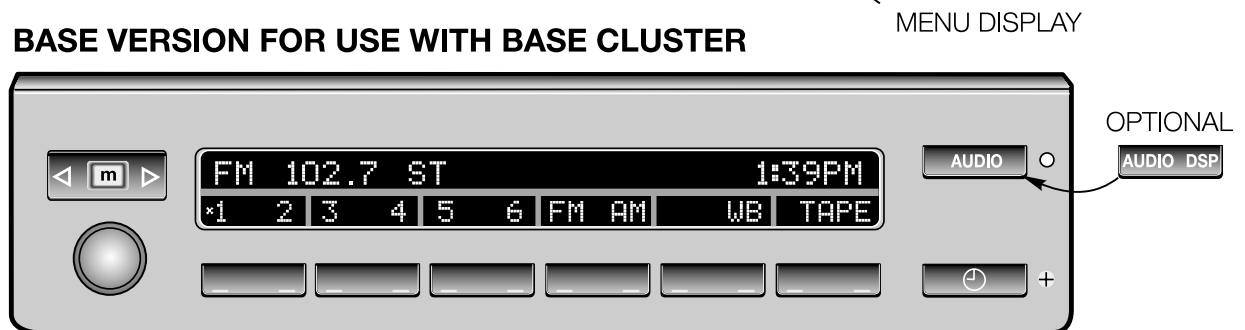 MENU DISPLAY
BASE VERSION FOR USE WITH BASE CLUSTER
OPTIONAL
m
FM 102.7 ST 1:39PM
AUDIO
AUDIO DSP
*1 2 3 4 5 6 FM AM WB TAPE
+